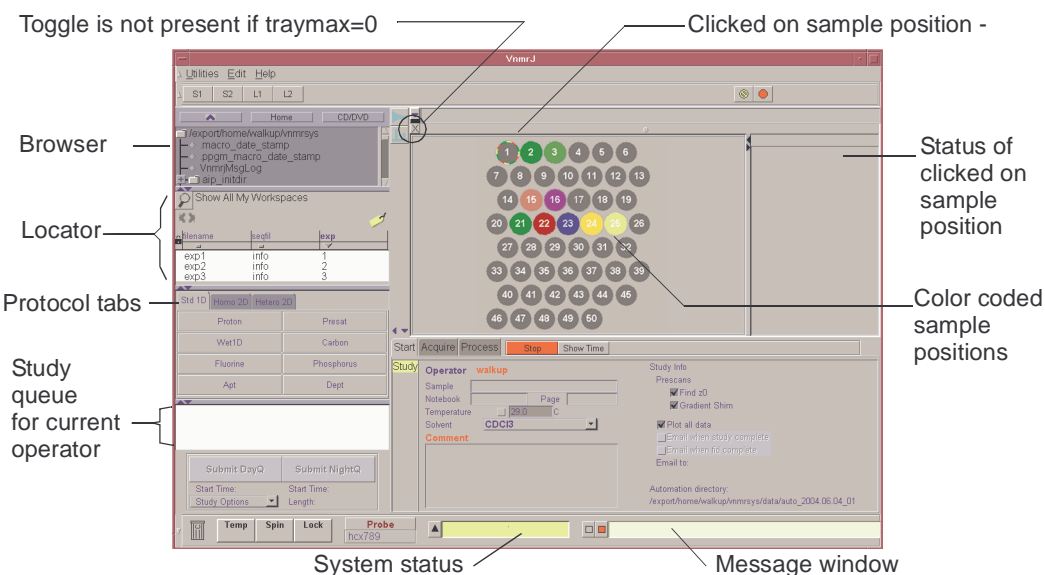 Toggle is not present if traymax=0
Clicked on sample position -
VnmrJ
Utilities Edit Help
S1 S2 L1 L2
Home CD/DVD
/export/home/walkup/vnmrsys
macro_date_stamp
ppgm_macro_date_stamp
VnmrjMsgLog
aip_initdir
Browser
Show All My Workspaces
Locator
filename seqfil exp
exp1 info 1
exp2 info 2
exp3 info 3
Protocol tabs
Std 1D Homo 2D Hetero 2D
Proton Presat
Wet1D Carbon
Fluorine Phosphorus
Apt Dept
Study
queue
for current
operator
Submit DayQ Submit NightQ
Start Time: Start Time:
Study Options Length:
1 2 3 4 5 6
7 8 9 10 11 12 13
14 15 16 17 18 19
20 21 22 23 24 25 26
27 28 29 30 31 32
33 34 35 36 37 38 39
40 41 42 43 44 45
46 47 48 49 50
Status of
clicked on
sample
position
Color coded
sample
positions
Start Acquire Process Stop Show Time
Study
Operator walkup
Sample
Notebook Page
Temperature 29.0 C
Solvent CDCl3
Comment
Study Info
Prescans
Find z0
Gradient Shim
Plot all data
Email when study complete
Email when nd complete
Email to:
Automation directory:
/export/home/walkup/vnmrsys/data/auto_2004.06.04_01
Temp Spin Lock Probe
hcx789
System status
Message window